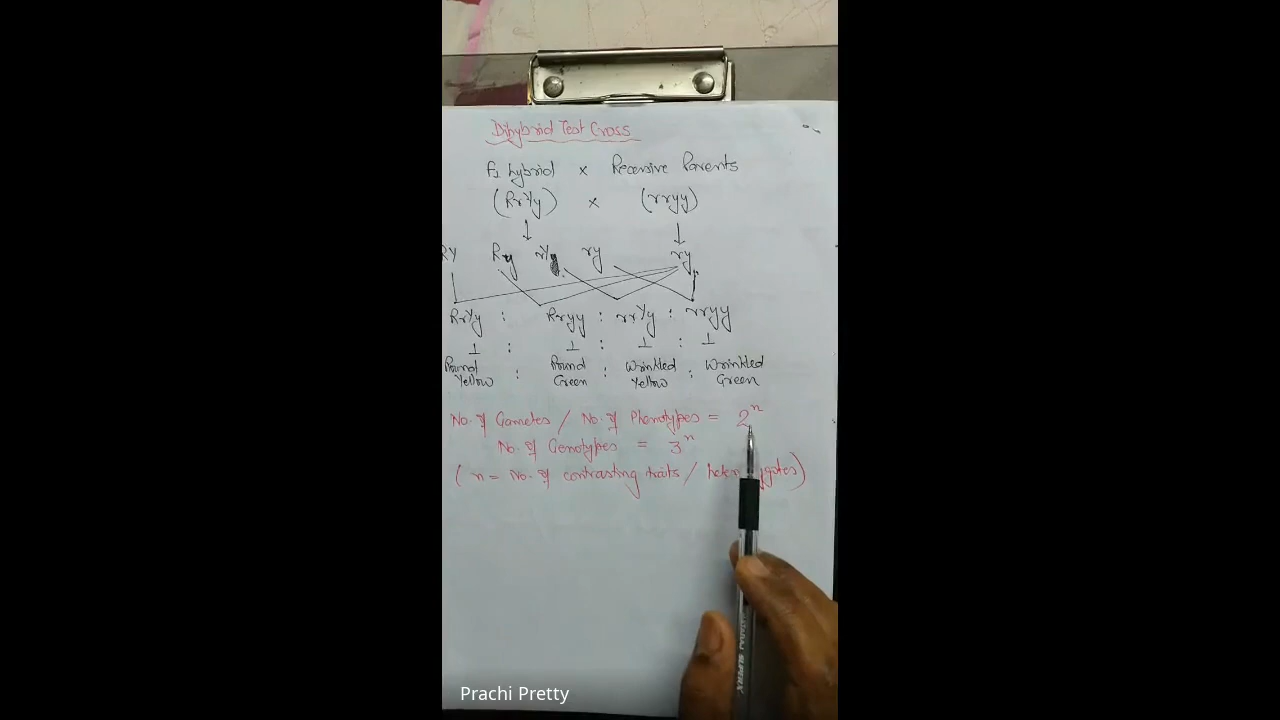 Dihybrid Test Cross
F1 hybrid × Recessive Parents
(RrYy) × (rryy)
RY Ry rY ry ry
RrYy : Rryy : rrYy : rryy
1 : 1 : 1 : 1
Round Yellow : Round Green : Wrinkled Yellow : Wrinkled Green
No. of Gametes / No. of Phenotypes = 2ⁿ
No. of Genotypes = 3ⁿ
(n = No. of contrasting traits /
Prachi Pretty